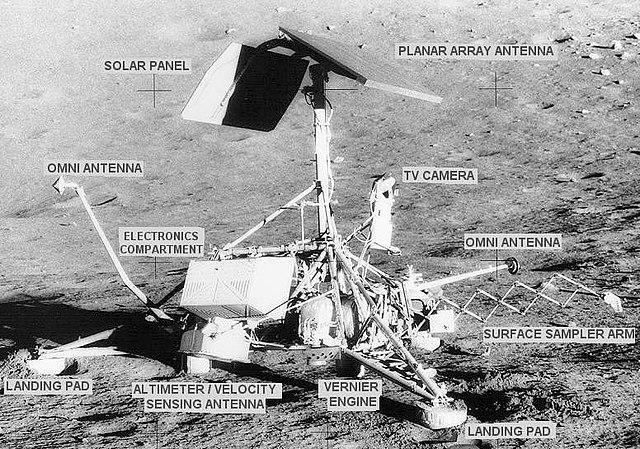 PLANAR ARRAY ANTENNA
SOLAR PANEL
OMNI ANTENNA
TV CAMERA
ELECTRONICS
COMPARTMENT
OMNI ANTENNA
SURFACE SAMPLER ARM
LANDING PAD
ALTIMETER / VELOCITY
SENSING ANTENNA
VERNIER
ENGINE
LANDING PAD